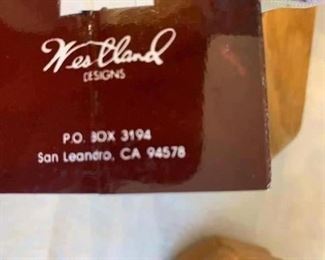 Westland
DESIGNS
P.O. BOX 3194
San Leandro, CA 94578